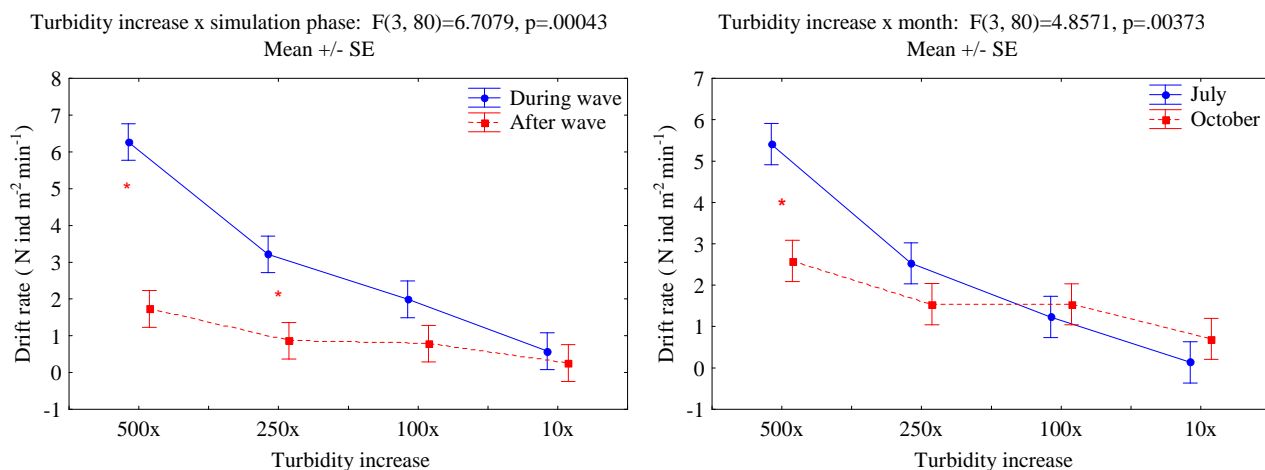 Turbidity increase x simulation phase:  F(3, 80)=6.7079, p=.00043
Mean +/- SE
8
7
6
5
4
3
2
1
0
-1
Drift rate ( N ind m⁻² min⁻¹)
During wave
After wave
*
*
500x
250x
100x
10x
Turbidity increase
Turbidity increase x month:  F(3, 80)=4.8571, p=.00373
Mean +/- SE
7
6
5
4
3
2
1
0
-1
Drift rate ( N ind m⁻² min⁻¹)
July
October
*
500x
250x
100x
10x
Turbidity increase